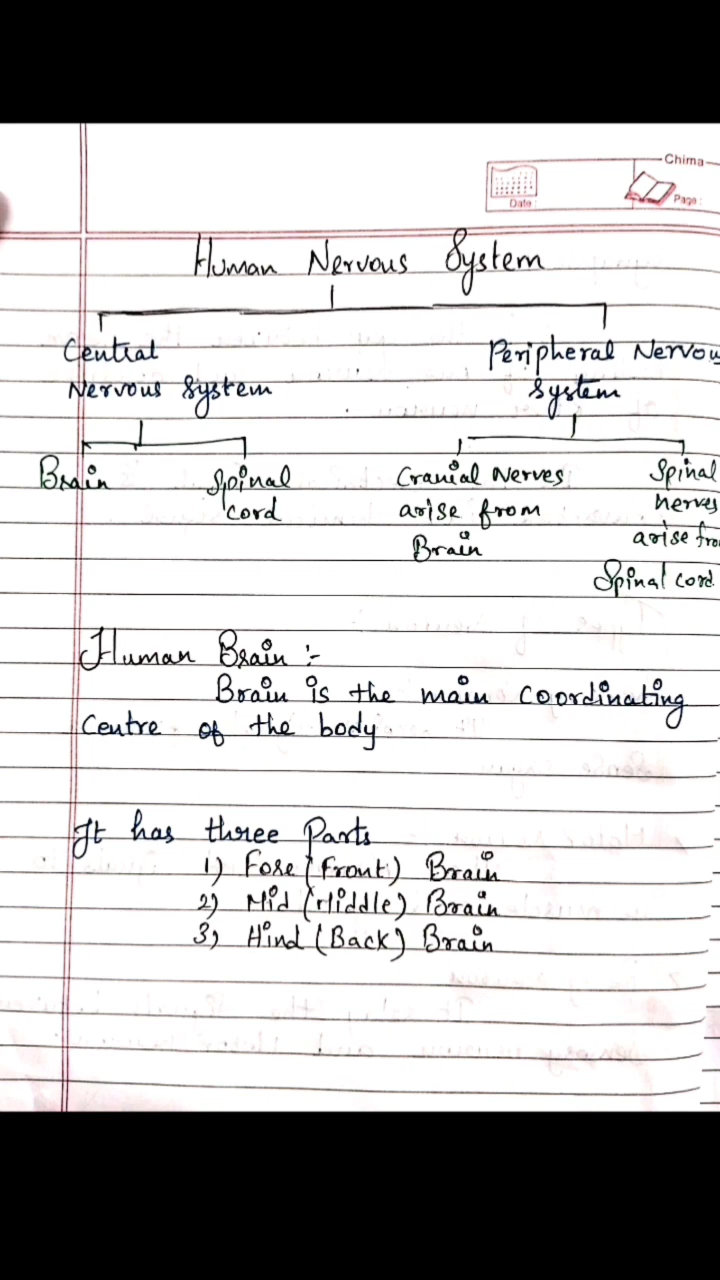 Chima
Date :
Page :
Human Nervous System
Central
Nervous System
Peripheral Nervou
System
Brain
Spinal
cord
Cranial Nerves
arise from
Brain
Spinal
nerves
arise fro
Spinal cord
Human Brain :-
Brain is the main coordinating
Centre of the body
It has three Parts
1) Fore (Front) Brain
2) Mid (Middle) Brain
3) Hind (Back) Brain